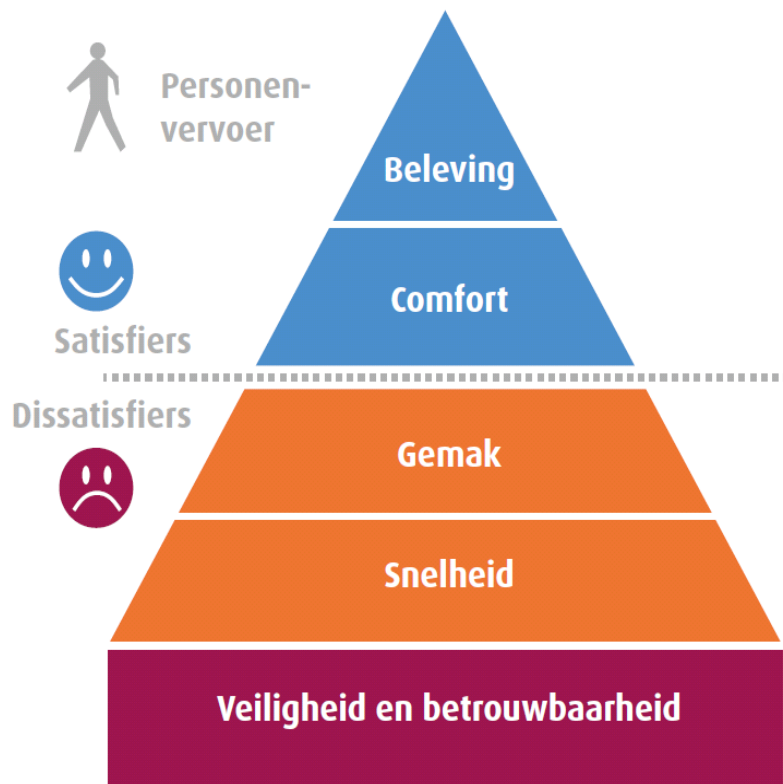 Personen-
vervoer
Beleving
Comfort
Satisfiers
Dissatisfiers
Gemak
Snelheid
Veiligheid en betrouwbaarheid